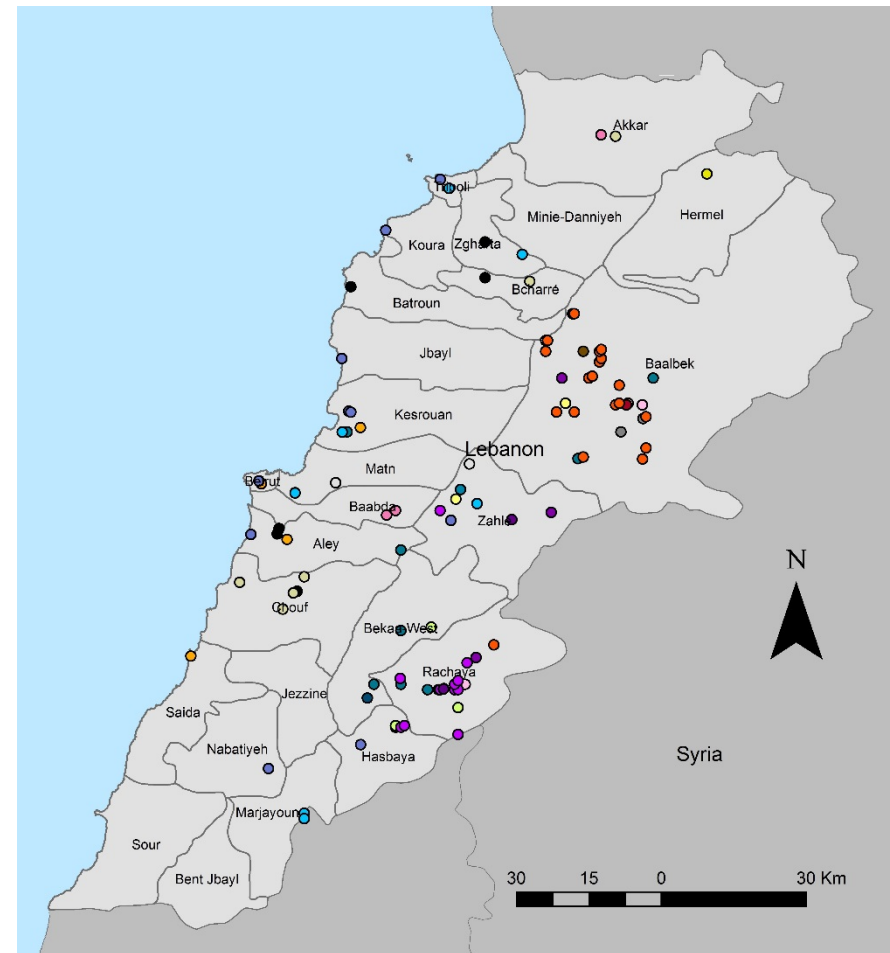 Akkar
Tripoli
Minie-Danniyeh
Hermel
Koura
Zgharta
Bcharré
Batroun
Jbayl
Baalbek
Kesrouan
Lebanon
Matn
Beirut
Baabda
Zahle
Aley
Chouf
Bekaa West
Rachaya
Jezzine
Saida
Nabatiyeh
Hasbaya
Marjayoun
Sour
Bent Jbayl
Syria
N
30 15 0 30 Km